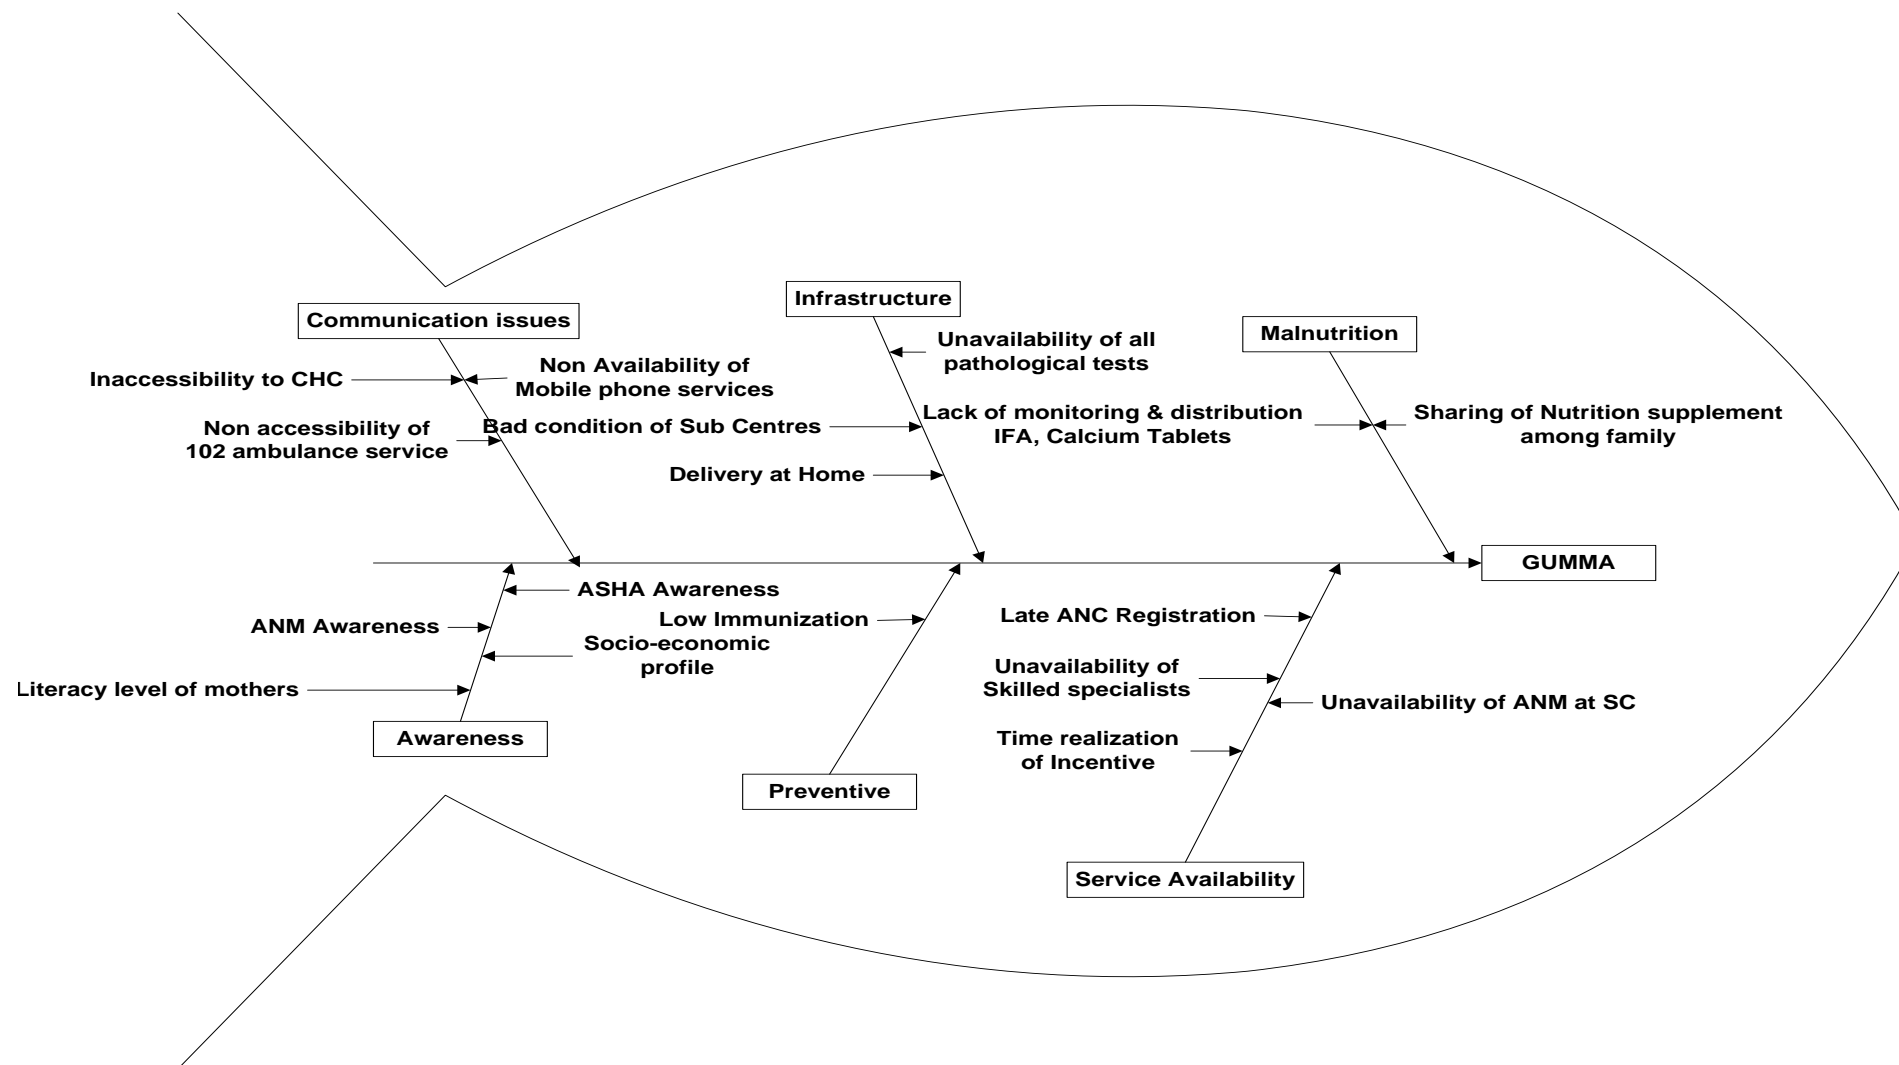 Infrastructure
Communication issues
Malnutrition
Unavailability of all
pathological tests
Non Availability of
Mobile phone services
Inaccessibility to CHC
Lack of monitoring & distribution
IFA, Calcium Tablets
Sharing of Nutrition supplement
among family
Non accessibility of
102 ambulance service
Bad condition of Sub Centres
Delivery at Home
GUMMA
ASHA Awareness
Late ANC Registration
Low Immunization
ANM Awareness
Socio-economic
profile
Unavailability of
Skilled specialists
Literacy level of mothers
Unavailability of ANM at SC
Awareness
Time realization
of Incentive
Preventive
Service Availability